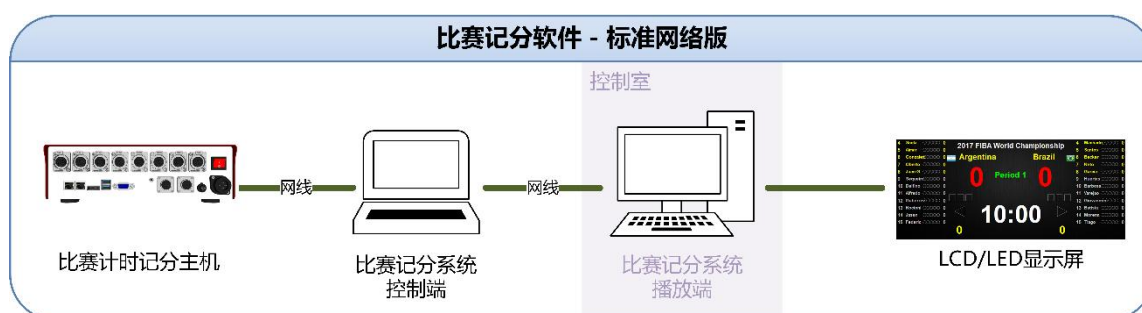 比赛记分软件 - 标准网络版
控制室
网线
网线
比赛计时记分主机
比赛记分系统
控制端
比赛记分系统
播放端
LCD/LED显示屏
2017 FIBA World Championship
Argentina
Brazil
0
Period 1
0
10:00
0
0